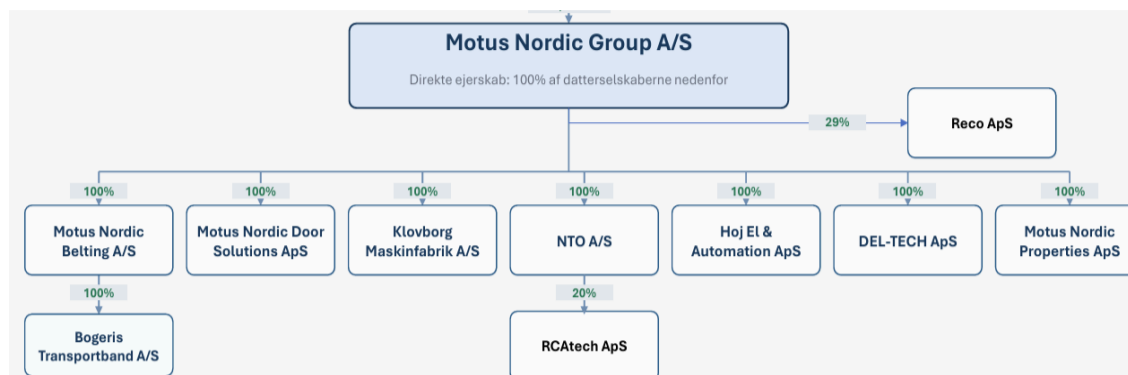 Motus Nordic Group A/S
Direkte ejerskab: 100% af datterselskaberne nedenfor
29%
Reco ApS
100%
100%
100%
100%
100%
100%
100%
Motus Nordic
Belting A/S
Motus Nordic Door
Solutions ApS
Klovborg
Maskinfabrik A/S
NTO A/S
Hoj El &
Automation ApS
DEL-TECH ApS
Motus Nordic
Properties ApS
100%
20%
Bogeris
Transportband A/S
RCAtech ApS